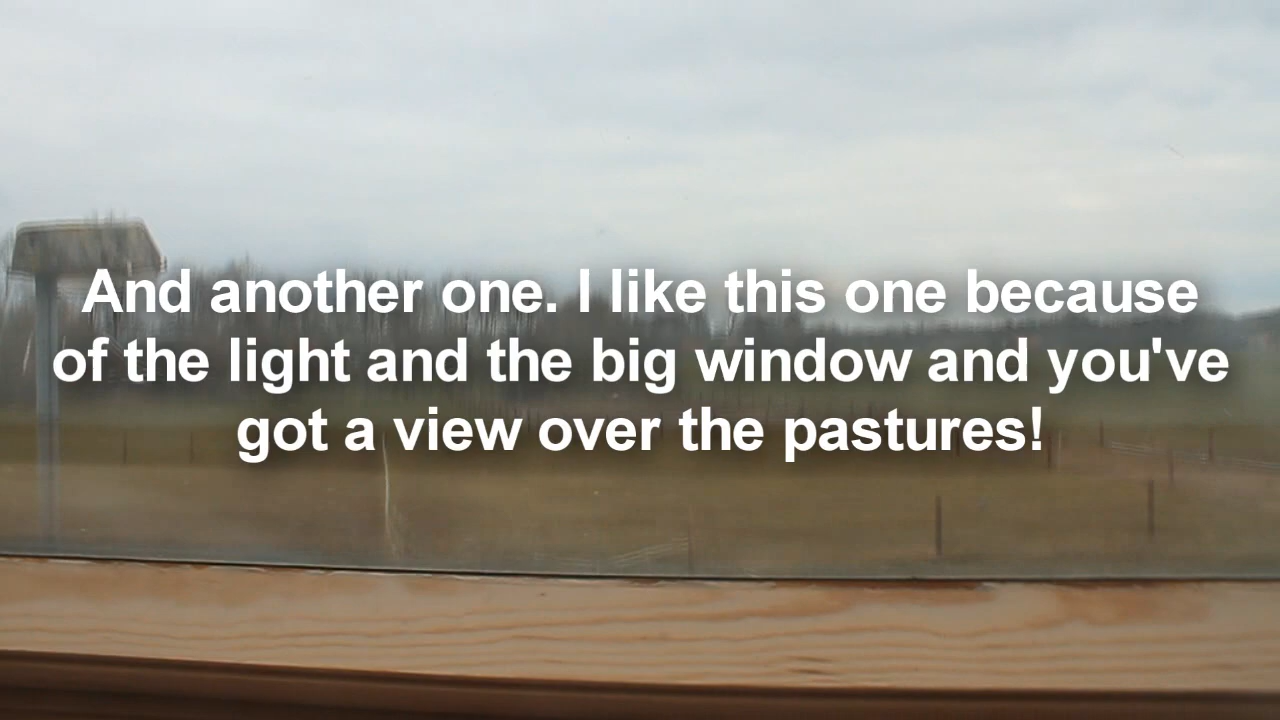 And another one. I like this one because
of the light and the big window and you've
got a view over the pastures!